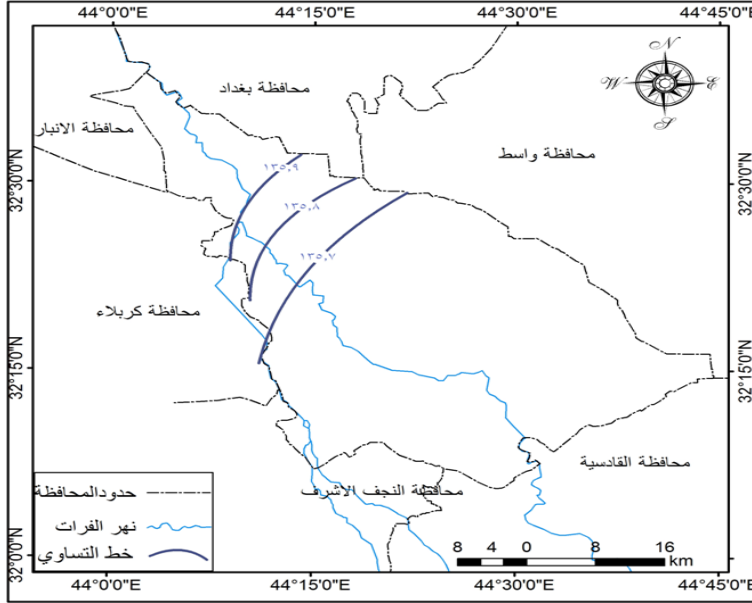 44°0'0"E 44°15'0"E 44°30'0"E 44°45'0"E
N
W E
S
محافظة بغداد
محافظة الانبار
محافظة واسط
32°30'0"N 32°30'0"N
١٣٥,٩
١٣٥,٨
١٣٥,٧
محافظة كربلاء
32°15'0"N 32°15'0"N
محافظة القادسية
محافظة النجف الاشرف
حدودالمحافظة
نهر الفرات
خط التساوي
8 4 0 8 16
km
32°0'0"N 32°0'0"N
44°0'0"E 44°15'0"E 44°30'0"E 44°45'0"E